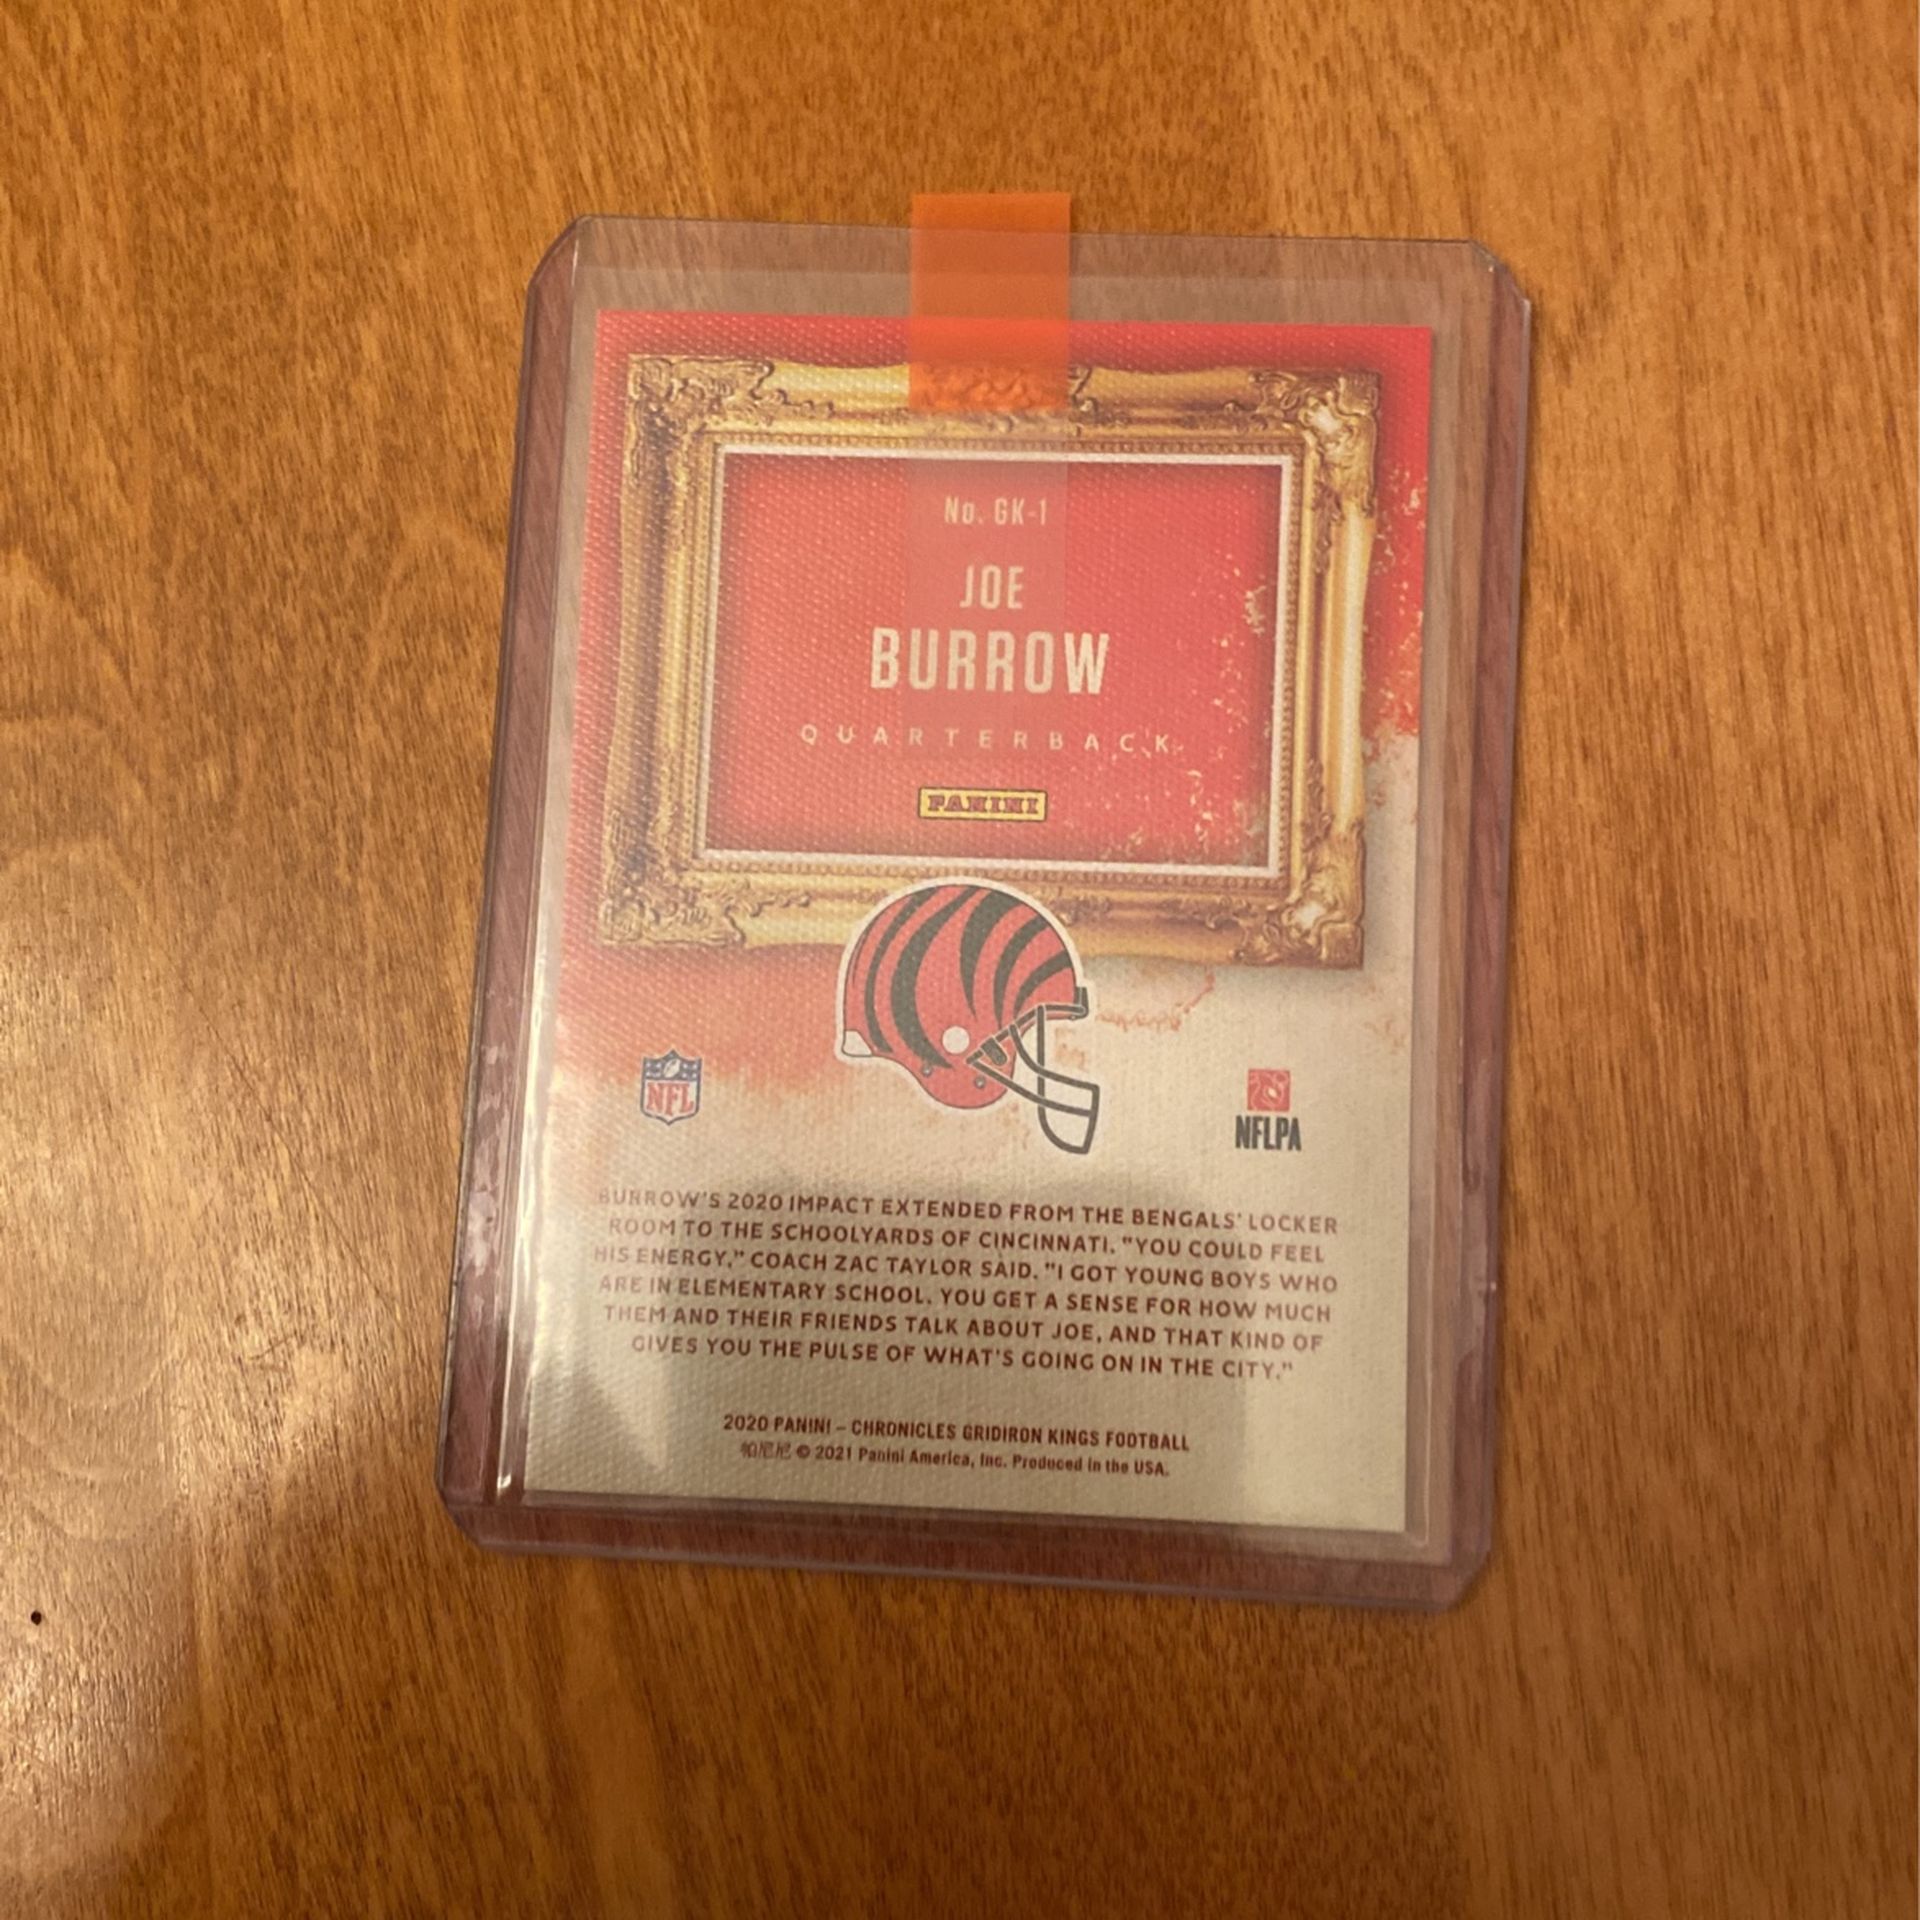 No. GK-1
JOE
BURROW
QUARTERBACK
PANINI
NFL
NFLPA
BURROW'S 2020 IMPACT EXTENDED FROM THE BENGALS' LOCKER
ROOM TO THE SCHOOLYARDS OF CINCINNATI. "YOU COULD FEEL
HIS ENERGY," COACH ZAC TAYLOR SAID. "I GOT YOUNG BOYS WHO
ARE IN ELEMENTARY SCHOOL. YOU GET A SENSE FOR HOW MUCH
THEM AND THEIR FRIENDS TALK ABOUT JOE, AND THAT KIND OF
GIVES YOU THE PULSE OF WHAT'S GOING ON IN THE CITY."
2020 PANINI – CHRONICLES GRIDIRON KINGS FOOTBALL
帕尼尼 © 2021 Panini America, Inc. Produced in the USA.